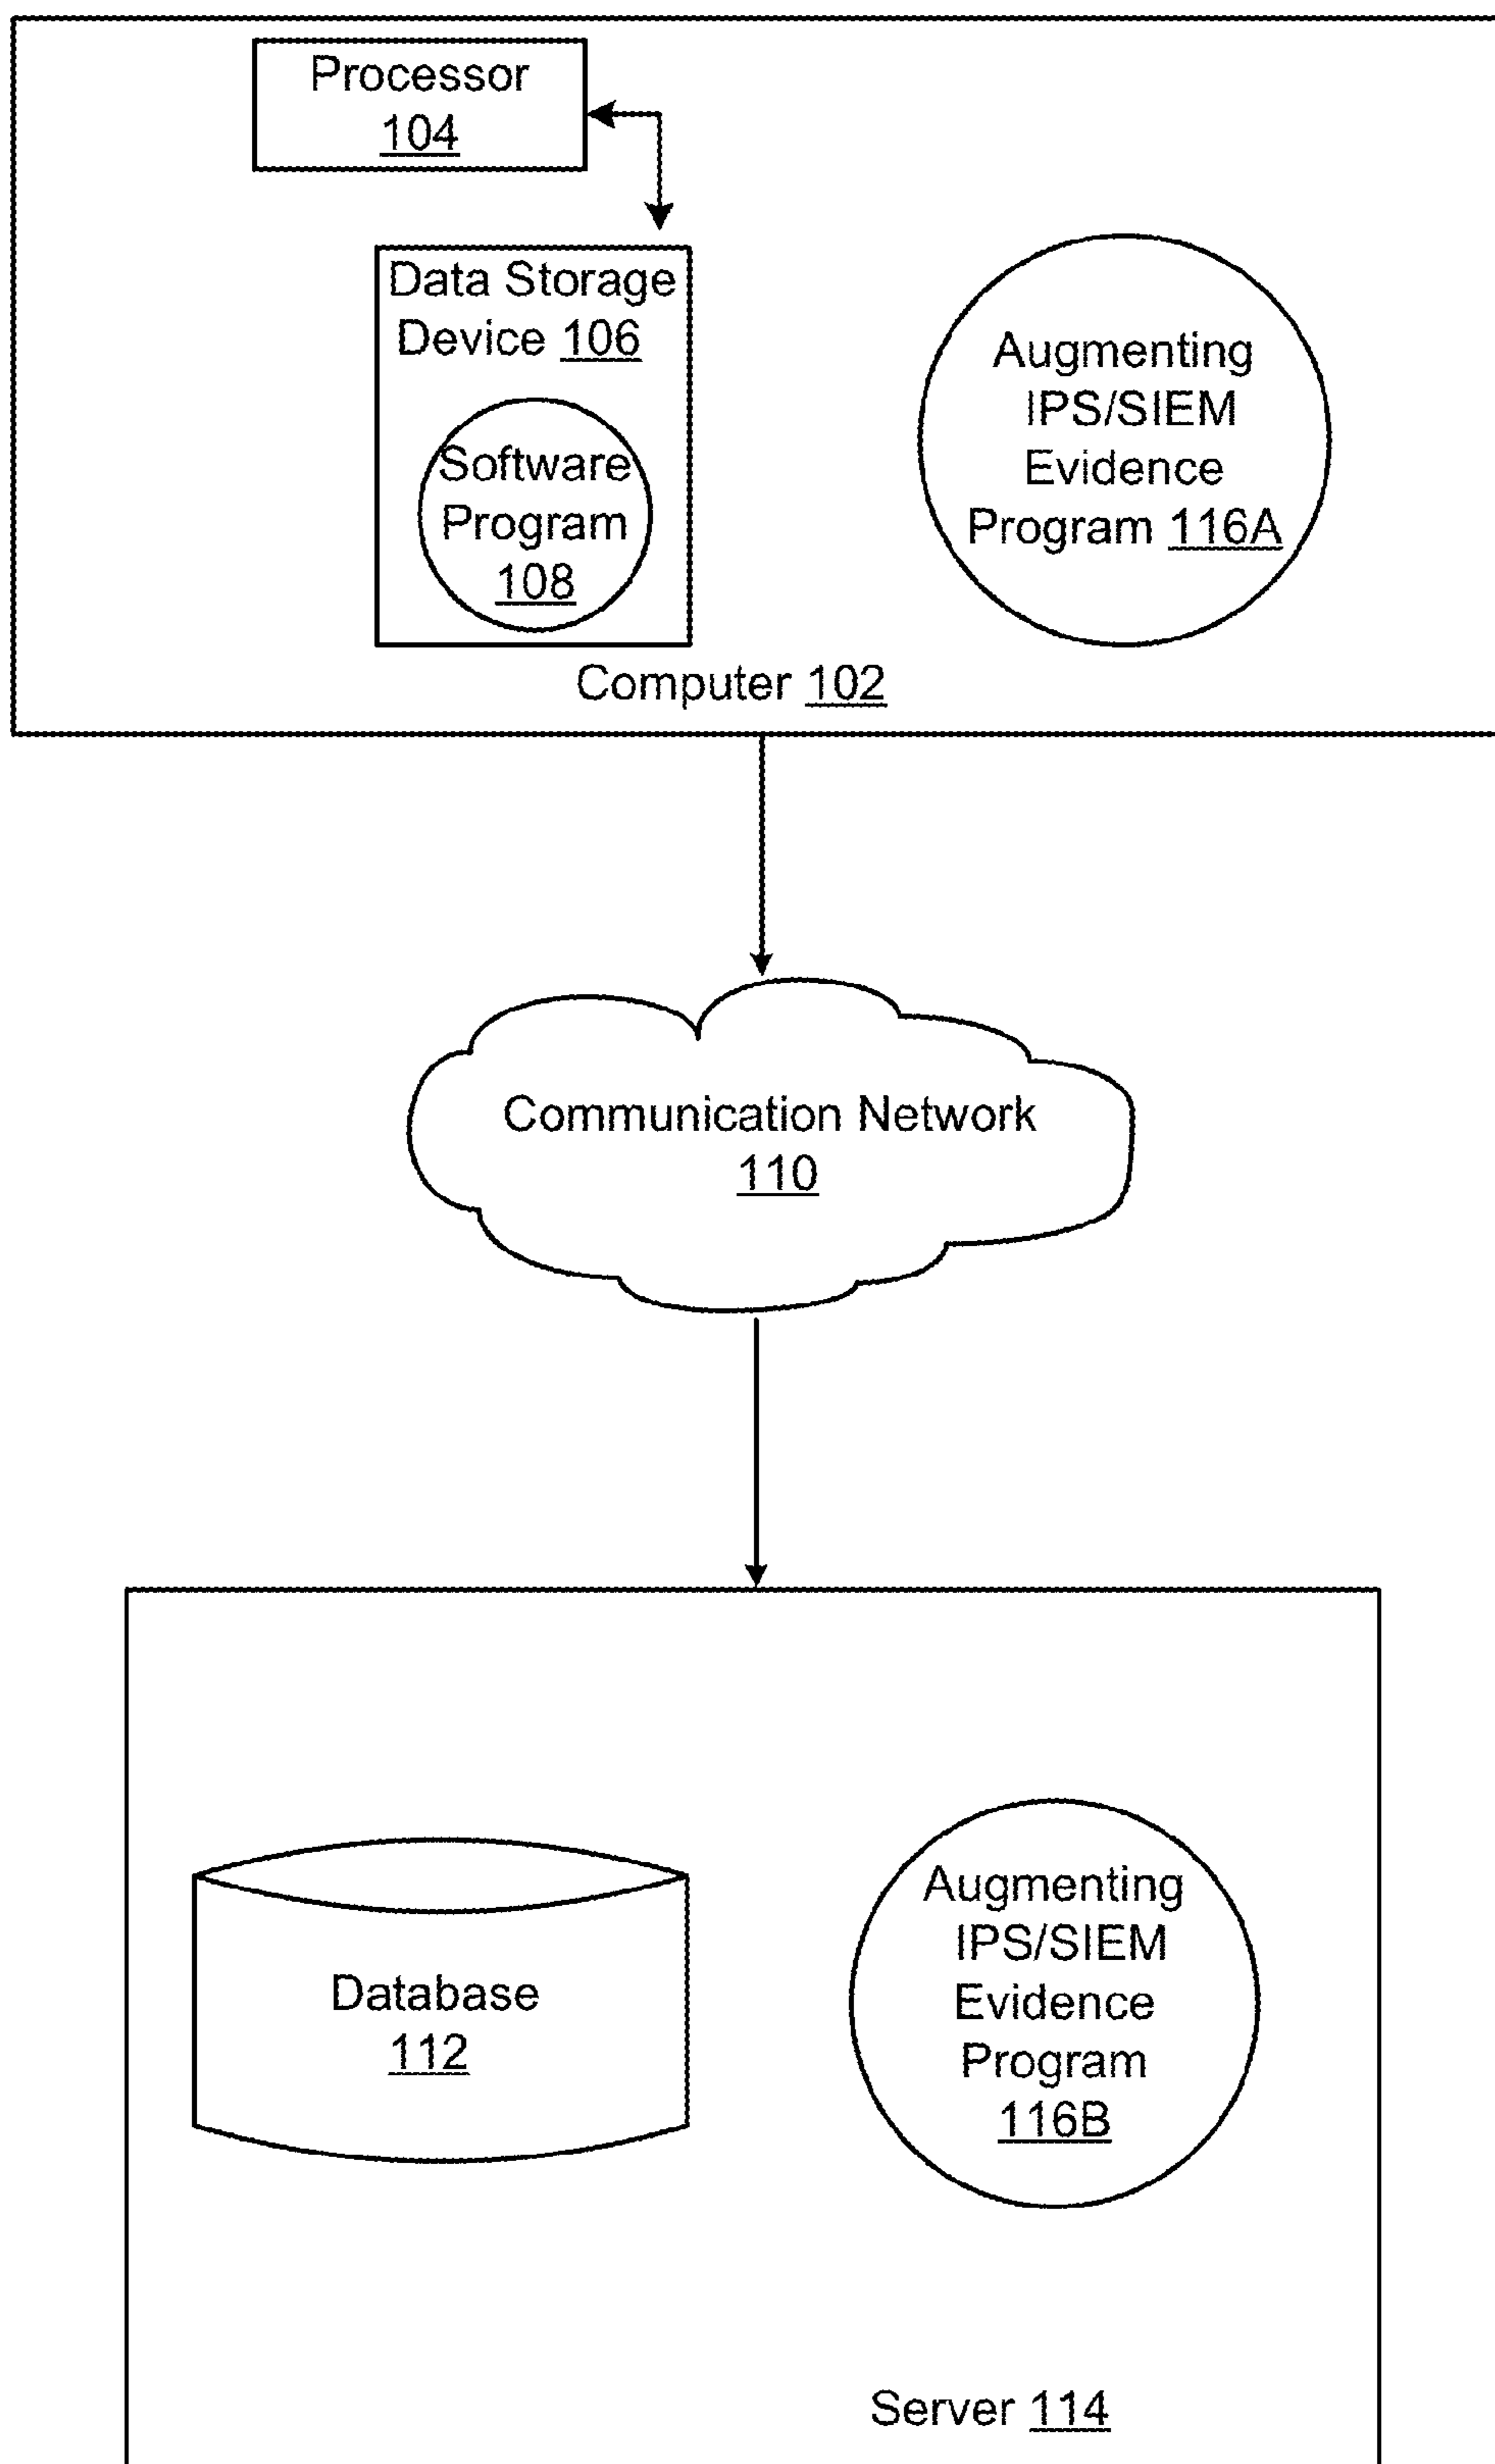 Processor
104
Data Storage
Device 106
Software
Program
108
Augmenting
IPS/SIEM
Evidence
Program 116A
Computer 102
Communication Network
110
Database
112
Augmenting
IPS/SIEM
Evidence
Program
116B
Server 114